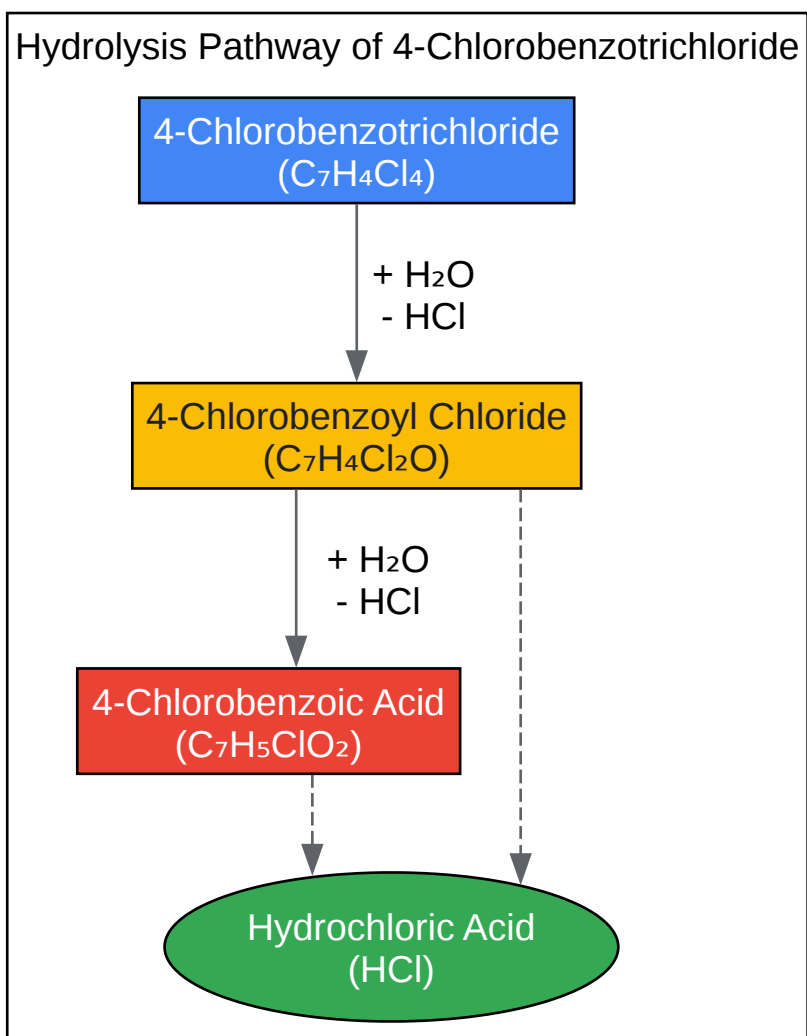 Hydrolysis Pathway of 4-Chlorobenzotrichloride
4-Chlorobenzotrichloride
(C₇H₄Cl₄)
+ H₂O
- HCl
4-Chlorobenzoyl Chloride
(C₇H₄Cl₂O)
+ H₂O
- HCl
4-Chlorobenzoic Acid
(C₇H₅ClO₂)
Hydrochloric Acid
(HCl)